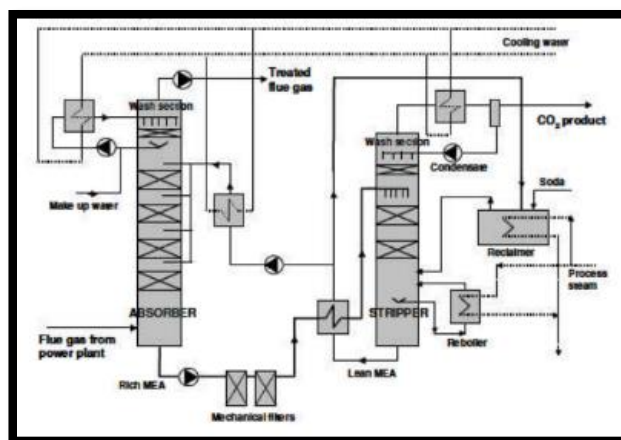 Cooling water
Treated
flue gas
Wash section
CO₂ product
Wash section
Condensate
Make up water
Soda
Reclaimer
Process
steam
ABSORBER
STRIPPER
Flue gas from
power plant
Reboiler
Rich MEA
Lean MEA
Mechanical filters